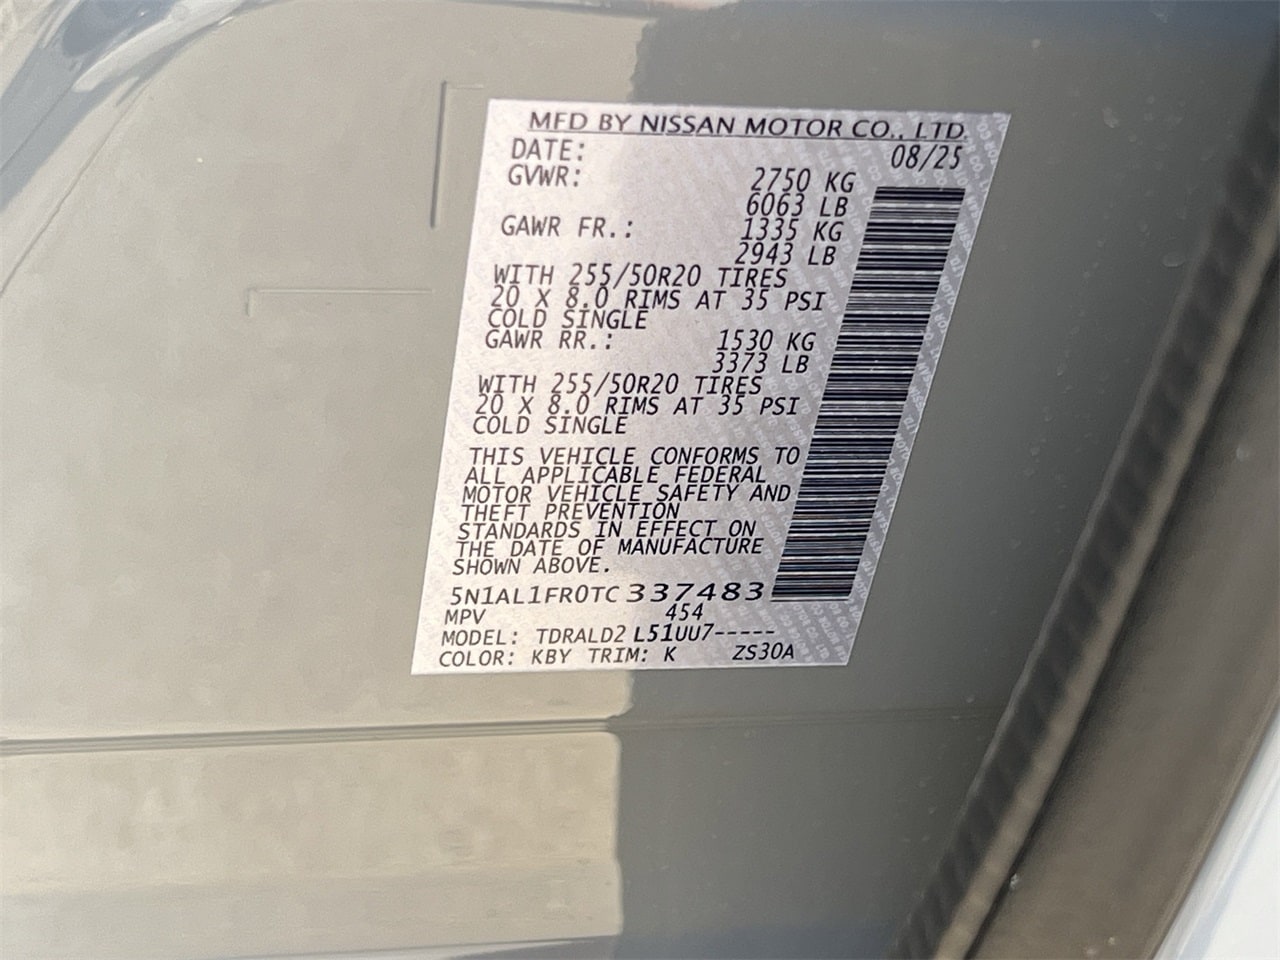 MFD BY NISSAN MOTOR CO., LTD.
DATE: 08/25
GVWR: 2750 KG
6063 LB
GAWR FR.: 1335 KG
2943 LB
WITH 255/50R20 TIRES
20 X 8.0 RIMS AT 35 PSI
COLD SINGLE
GAWR RR.: 1530 KG
3373 LB
WITH 255/50R20 TIRES
20 X 8.0 RIMS AT 35 PSI
COLD SINGLE
THIS VEHICLE CONFORMS TO
ALL APPLICABLE FEDERAL
MOTOR VEHICLE SAFETY AND
THEFT PREVENTION
STANDARDS IN EFFECT ON
THE DATE OF MANUFACTURE
SHOWN ABOVE.
5N1AL1FR0TC337483
MPV 454
MODEL: TDRALD2 L51UU7-----
COLOR: KBY TRIM: K ZS30A